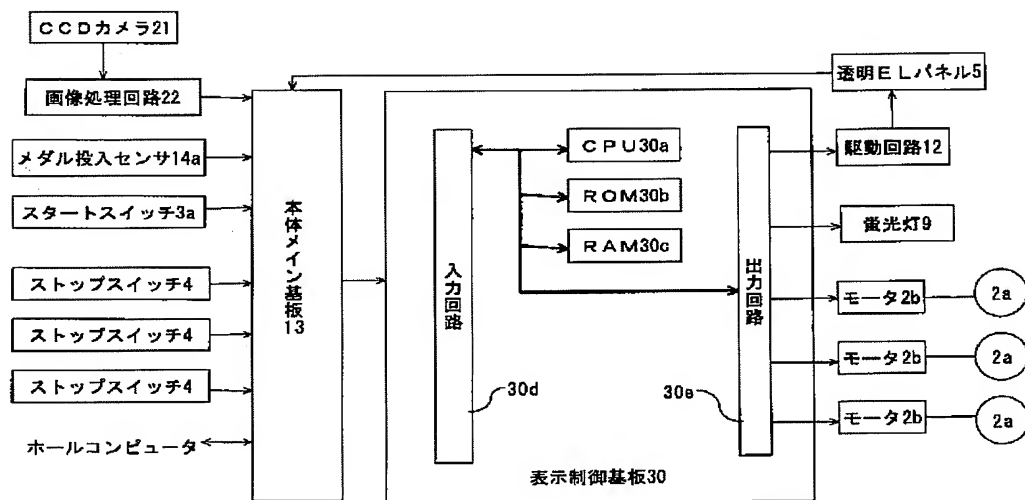 CCDカメラ21
画像処理回路22
メダル投入センサ14a
スタートスイッチ3a
ストップスイッチ4
ストップスイッチ4
ストップスイッチ4
ホールコンピュータ
本体メイン基板13
入力回路
30d
CPU30a
ROM30b
RAM30c
出力回路
30e
表示制御基板30
透明ELパネル5
駆動回路12
蛍光灯9
モータ2b
2a
モータ2b
2a
モータ2b
2a